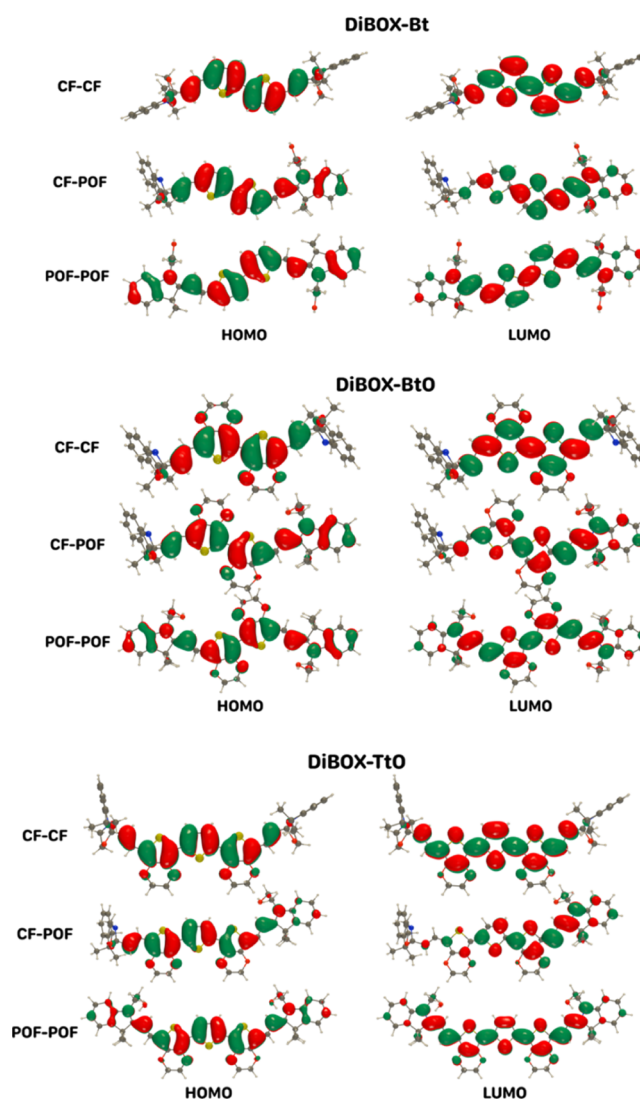 DiBOX-Bt
CF-CF
CF-POF
POF-POF
HOMO LUMO
DiBOX-BtO
CF-CF
CF-POF
POF-POF
HOMO LUMO
DiBOX-TtO
CF-CF
CF-POF
POF-POF
HOMO LUMO